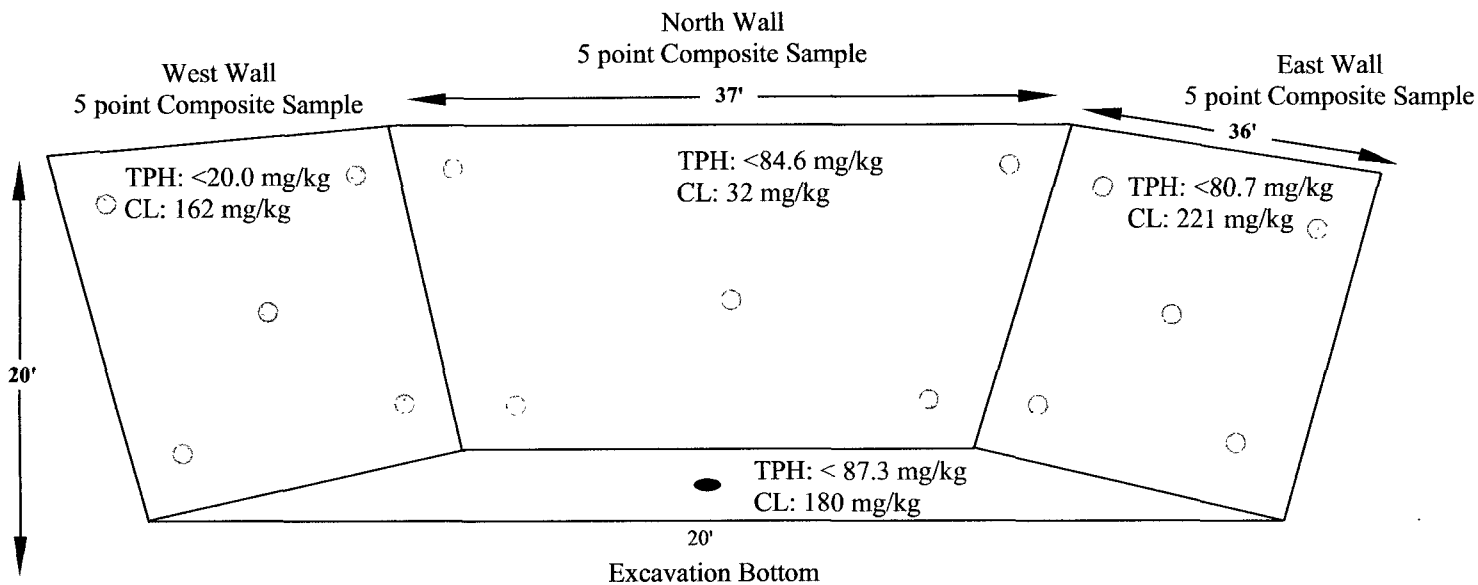 North Wall
5 point Composite Sample
West Wall
5 point Composite Sample
East Wall
5 point Composite Sample
37'
36'
TPH: <20.0 mg/kg
CL: 162 mg/kg
TPH: <84.6 mg/kg
CL: 32 mg/kg
TPH: <80.7 mg/kg
CL: 221 mg/kg
20'
TPH: < 87.3 mg/kg
CL: 180 mg/kg
20'
Excavation Bottom